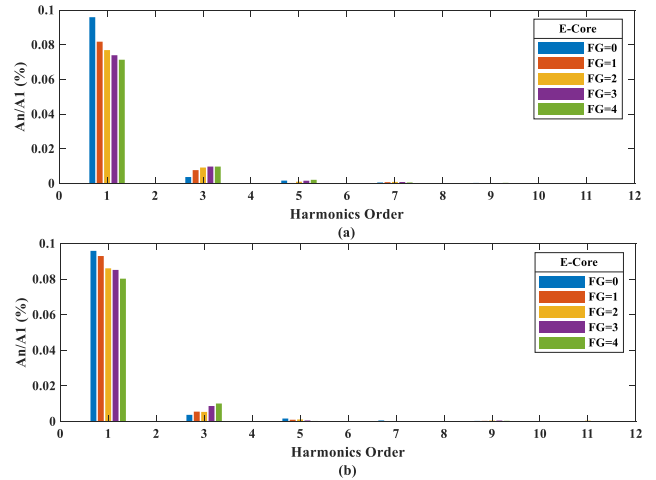 0.1
0.08
0.06
0.04
0.02
0
An/A1 (%)
E-Core
FG=0
FG=1
FG=2
FG=3
FG=4
0 1 2 3 4 5 6 7 8 9 10 11 12
Harmonics Order
(a)
0.1
0.08
0.06
0.04
0.02
0
An/A1 (%)
E-Core
FG=0
FG=1
FG=2
FG=3
FG=4
0 1 2 3 4 5 6 7 8 9 10 11 12
Harmonics Order
(b)